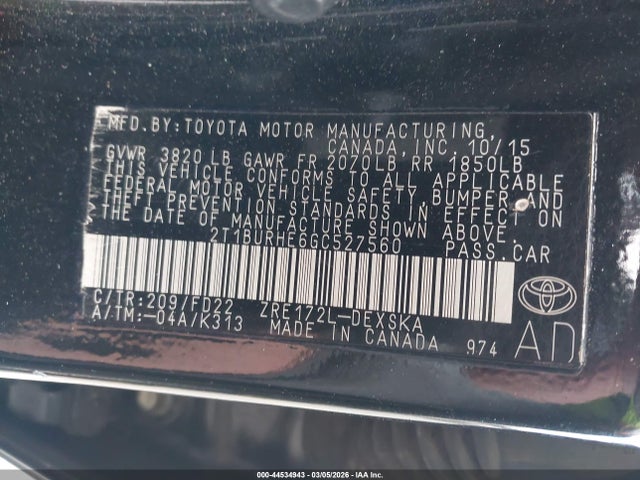 MFD.BY:TOYOTA MOTOR MANUFACTURING,
CANADA,INC.10/15
GVWR 3820LB GAWR FR 2070LB RR 1850LB
THIS VEHICLE CONFORMS TO ALL APPLICABLE
FEDERAL MOTOR VEHICLE SAFETY, BUMPER, AND
THEFT PREVENTION STANDARDS IN EFFECT ON
THE DATE OF MANUFACTURE SHOWN ABOVE.
2T1BURHE6GC527560 PASS.CAR
C/TR:209/FD22 ZRE172L-DEXSKA
A/TM:-04A/K313 MADE IN CANADA 974
AD
000-44534943 — 03/05/2026 — IAA Inc.